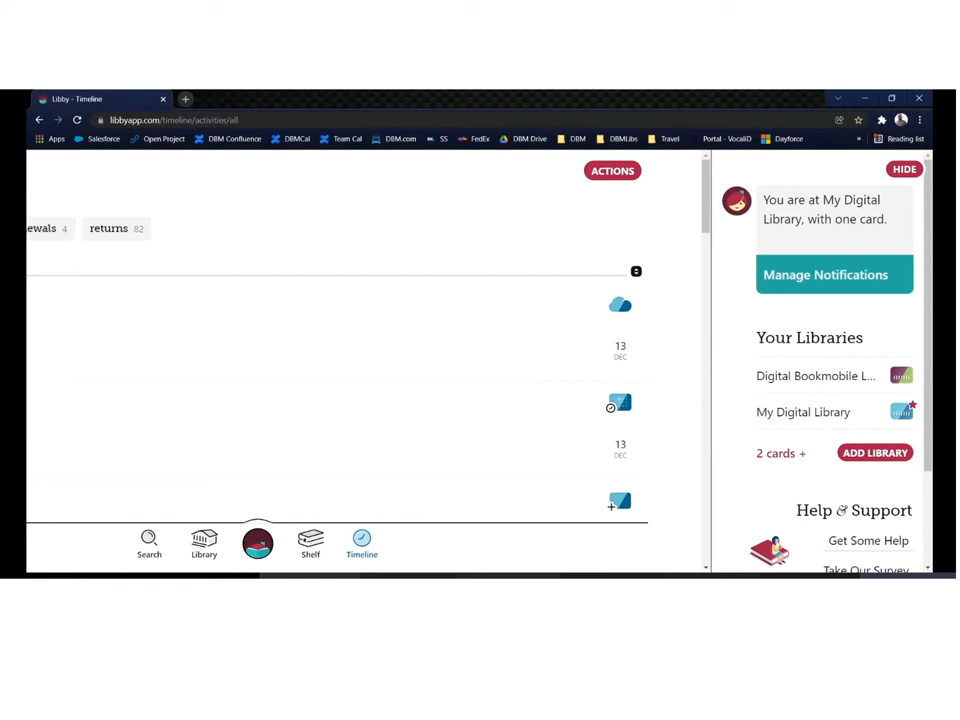 Libby - Timeline
libbyapp.com/timeline/activities/all
Apps Salesforce Open Project DBM Confluence DBMCal Team Cal DBM.com SS FedEx DBM Drive DBM DBMLibs Travel Portal - VocaliD Dayforce » Reading list
ACTIONS
ewals 4 returns 82
13
DEC
13
DEC
Search Library Shelf Timeline
HIDE
You are at My Digital
Library, with one card.
Manage Notifications
Your Libraries
Digital Bookmobile L...
My Digital Library
2 cards +
ADD LIBRARY
Help & Support
Get Some Help
Take Our Survey